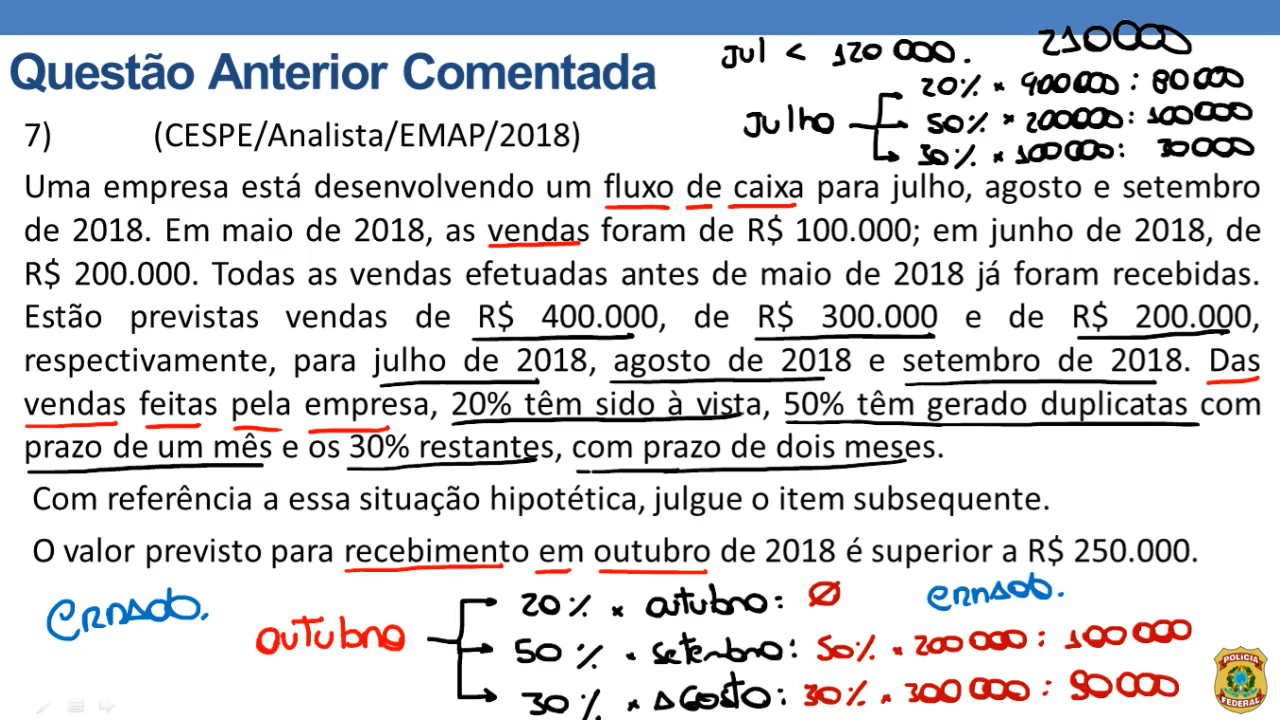 Jul < 120 000.
210000
Questão Anterior Comentada
20% × 400000 : 80000
Julho
50% × 200000 : 100000
30% × 100000 : 30000
7) (CESPE/Analista/EMAP/2018)
Uma empresa está desenvolvendo um fluxo de caixa para julho, agosto e setembro
de 2018. Em maio de 2018, as vendas foram de R$ 100.000; em junho de 2018, de
R$ 200.000. Todas as vendas efetuadas antes de maio de 2018 já foram recebidas.
Estão previstas vendas de R$ 400.000, de R$ 300.000 e de R$ 200.000,
respectivamente, para julho de 2018, agosto de 2018 e setembro de 2018. Das
vendas feitas pela empresa, 20% têm sido à vista, 50% têm gerado duplicatas com
prazo de um mês e os 30% restantes, com prazo de dois meses.
Com referência a essa situação hipotética, julgue o item subsequente.
O valor previsto para recebimento em outubro de 2018 é superior a R$ 250.000.
errado.
errado.
outubro
20% × outubro : Ø
50% × setembro : 50% × 200000 : 100000
30% × Agosto : 30% × 300000 : 90000
POLÍCIA
FEDERAL